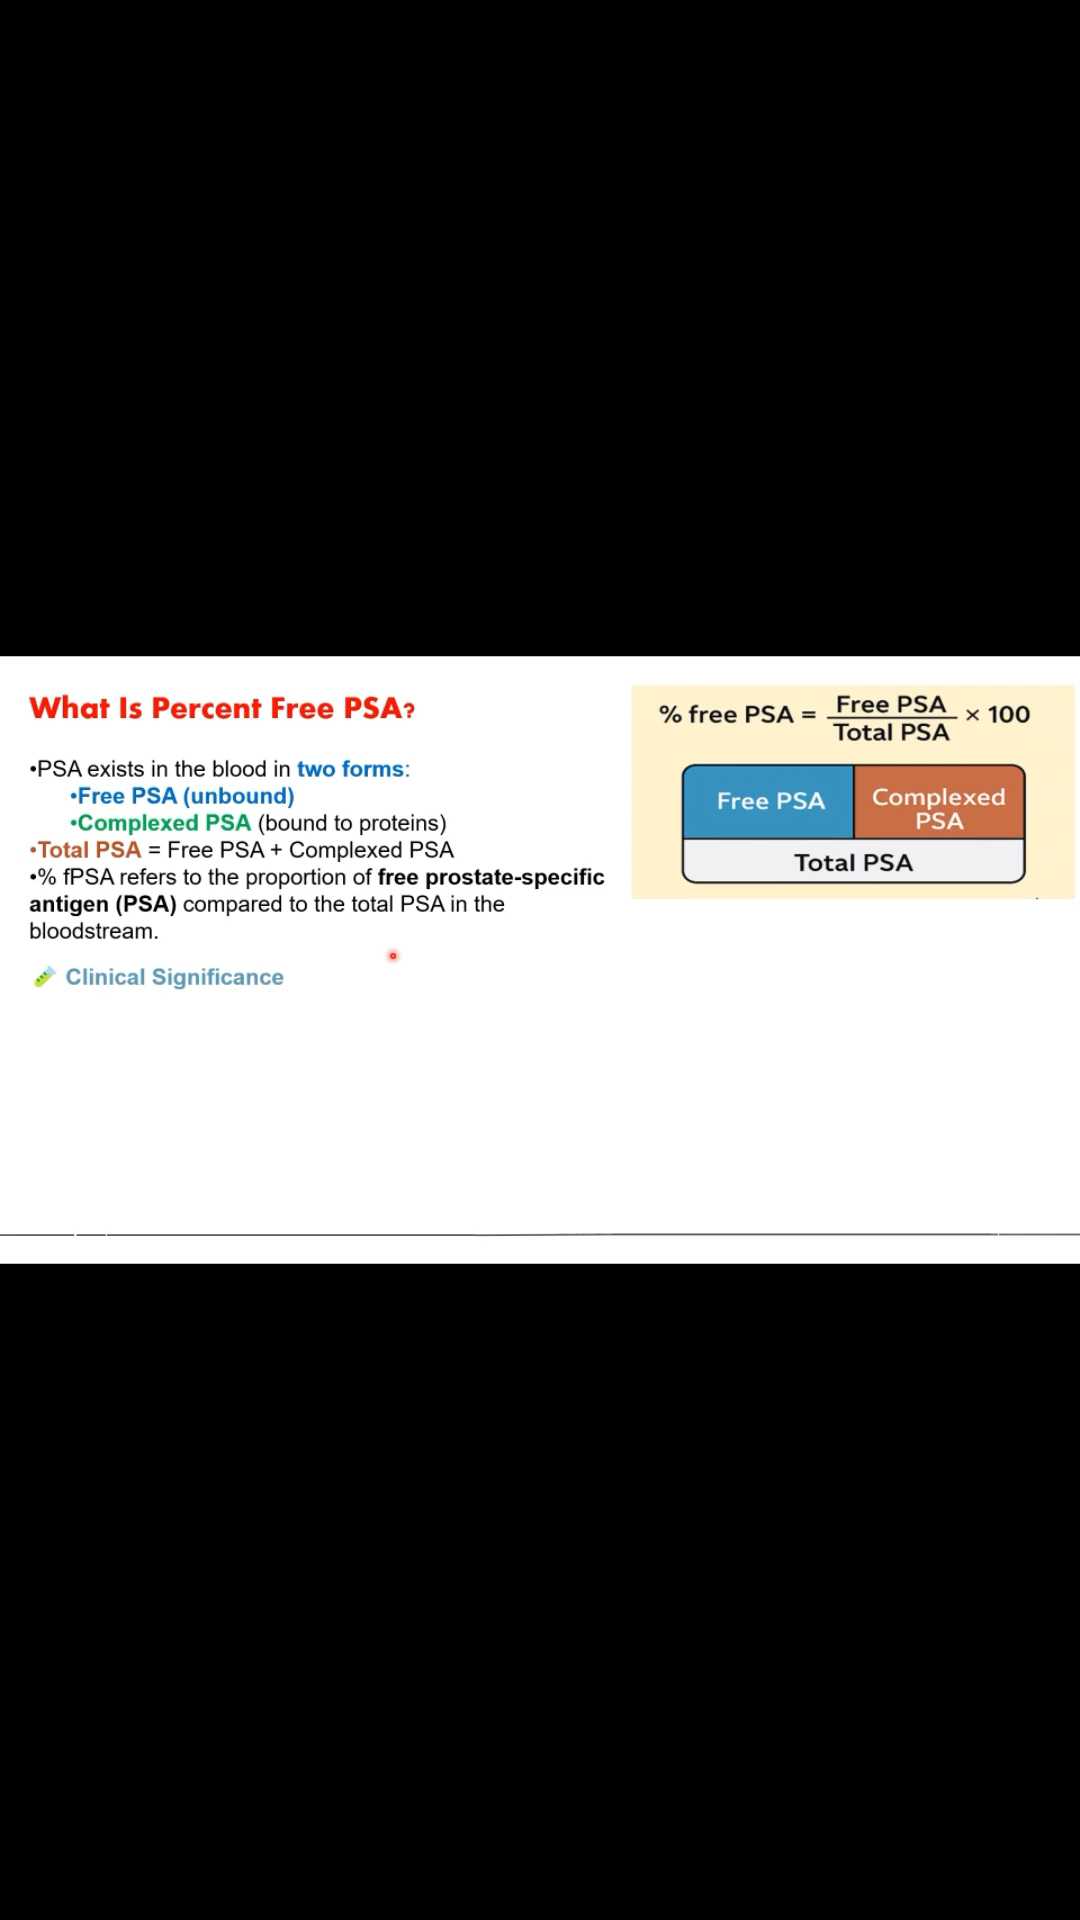 What Is Percent Free PSA?
•PSA exists in the blood in two forms:
•Free PSA (unbound)
•Complexed PSA (bound to proteins)
•Total PSA = Free PSA + Complexed PSA
•% fPSA refers to the proportion of free prostate-specific
antigen (PSA) compared to the total PSA in the
bloodstream.
Clinical Significance
% free PSA = Free PSA / Total PSA × 100
Free PSA
Complexed
PSA
Total PSA